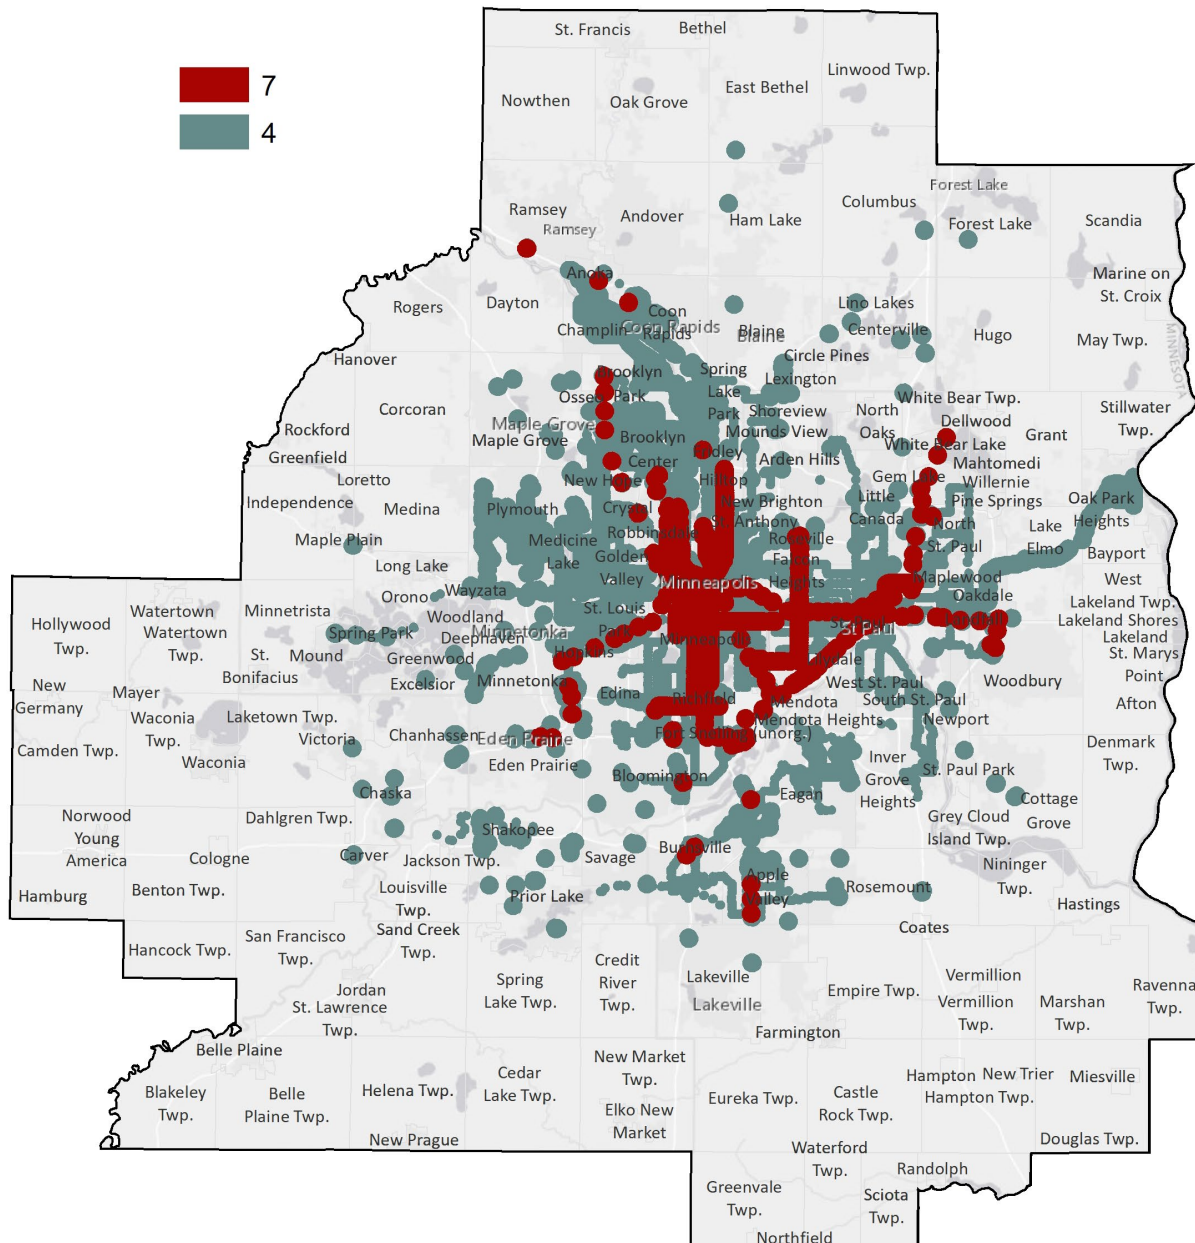 St. Francis
Bethel
Linwood Twp.
7
East Bethel
Nowthen
Oak Grove
4
Forest Lake
Columbus
Ramsey
Andover
Ham Lake
Forest Lake
Scandia
Ramsey
Anoka
Marine on
St. Croix
Rogers
Dayton
Coon
Rapids
Coon Rapids
Champlin
Lino Lakes
Centerville
Blaine
Blaine
Hugo
May Twp.
MINNESOTA
Hanover
Circle Pines
Brooklyn
Park
Spring
Lake
Park
Lexington
Osseo
Corcoran
Maple Grove
Maple Grove
Shoreview
North
Oaks
White Bear Twp.
Dellwood
Stillwater
Twp.
Rockford
Greenfield
Brooklyn
Center
Mounds View
White Bear Lake
Grant
Fridley
Arden Hills
Mahtomedi
Loretto
New Hope
Hilltop
Gem Lake
Willernie
Independence
Medina
Plymouth
Crystal
New Brighton
Little
Canada
Pine Springs
Oak Park
Heights
Robbinsdale
St. Anthony
North
St. Paul
Lake
Elmo
Maple Plain
Medicine
Lake
Golden
Valley
Roseville
Falcon
Heights
Bayport
Long Lake
Minneapolis
Maplewood
West
Lakeland Twp.
Orono
Wayzata
Oakdale
Watertown
Twp.
Watertown
Twp.
Minnetrista
Woodland
St. Louis
Park
Hollywood
Twp.
Spring Park
Deephaven
Minnetonka
Minneapolis
St. Paul
St Paul
Landfall
Lakeland Shores
Lakeland
St.
Bonifacius
Mound
Greenwood
Hopkins
Lilydale
St. Marys
Point
New
Germany
Mayer
Excelsior
Minnetonka
Edina
Richfield
West St. Paul
Woodbury
Waconia
Twp.
Laketown Twp.
Mendota
South St. Paul
Afton
Camden Twp.
Victoria
Chanhassen
Eden Prairie
Fort Snelling (unorg.)
Mendota Heights
Newport
Denmark
Twp.
Waconia
Eden Prairie
Bloomington
Inver
Grove
Heights
St. Paul Park
Chaska
Eagan
Cottage
Grove
Norwood
Young
America
Dahlgren Twp.
Shakopee
Grey Cloud
Island Twp.
Cologne
Carver
Jackson Twp.
Savage
Burnsville
Nininger
Twp.
Hamburg
Benton Twp.
Louisville
Twp.
Prior Lake
Apple
Valley
Rosemount
Hastings
Hancock Twp.
San Francisco
Twp.
Sand Creek
Twp.
Coates
Credit
River
Twp.
Spring
Lake Twp.
Lakeville
Lakeville
Empire Twp.
Vermillion
Vermillion
Twp.
Marshan
Twp.
Ravenna
Twp.
Jordan
St. Lawrence
Twp.
Farmington
Belle Plaine
Blakeley
Twp.
Belle
Plaine Twp.
Helena Twp.
Cedar
Lake Twp.
New Market
Twp.
Elko New
Market
Eureka Twp.
Castle
Rock Twp.
Hampton
Hampton Twp.
New Trier
Miesville
New Prague
Douglas Twp.
Waterford
Twp.
Randolph
Greenvale
Twp.
Sciota
Twp.
Northfield